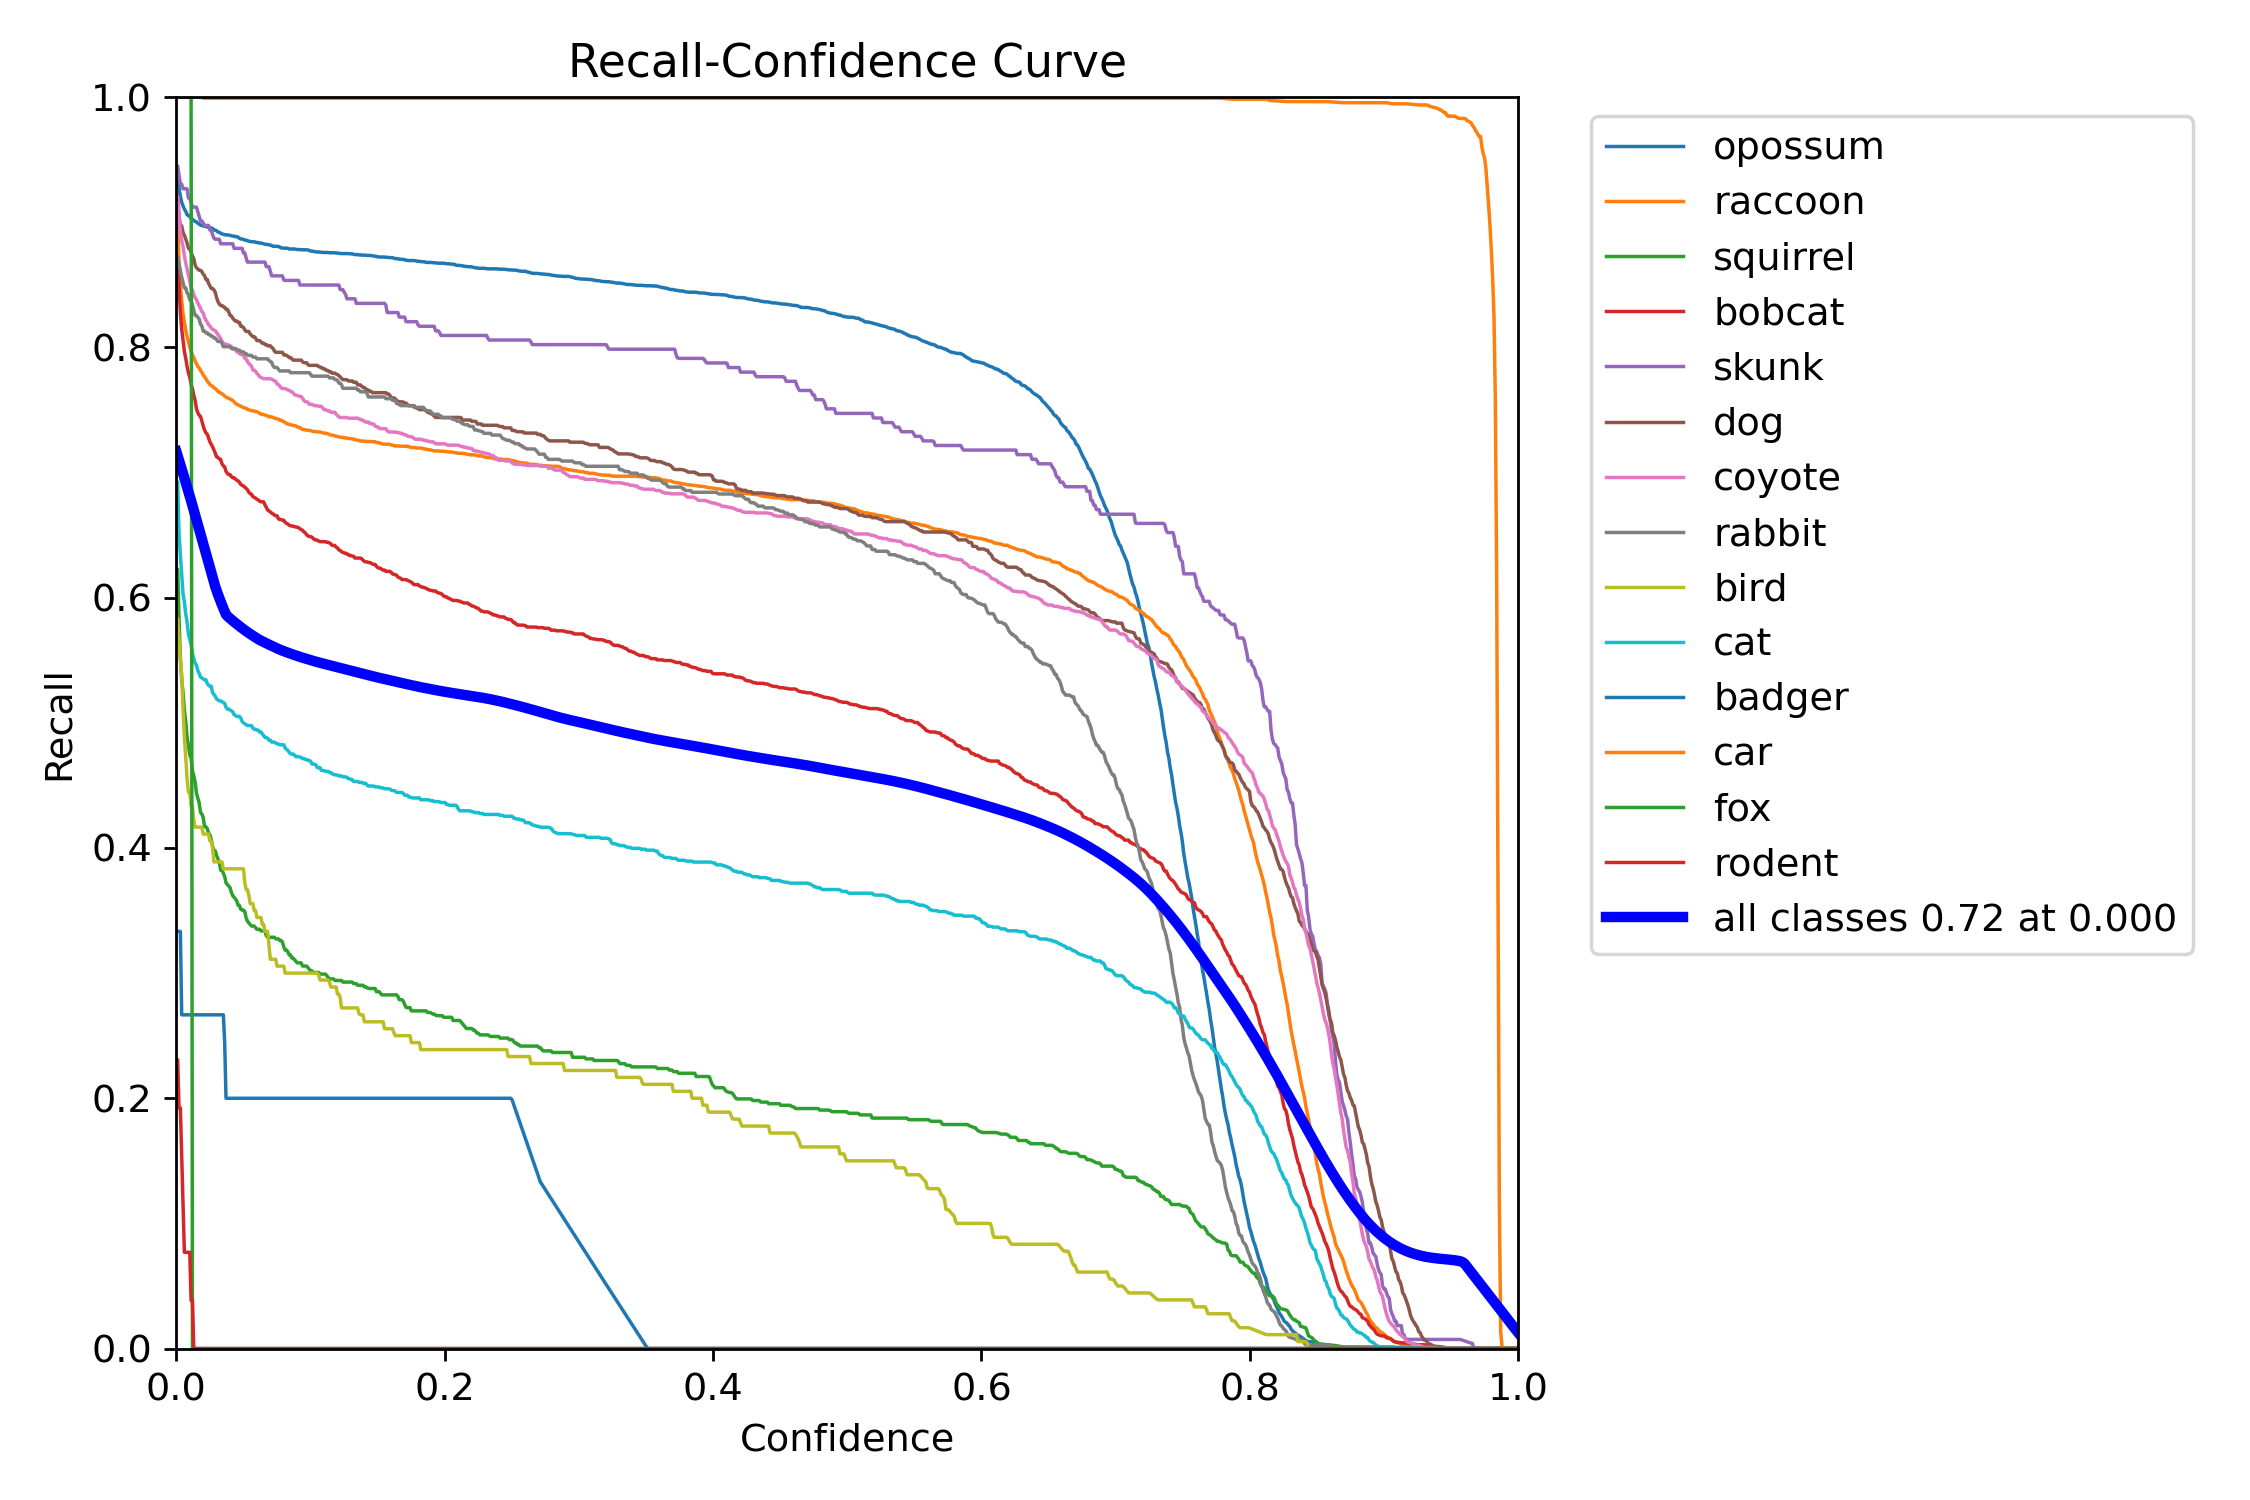 Recall-Confidence Curve
1.0
0.8
0.6
0.4
0.2
0.0
Recall
0.0 0.2 0.4 0.6 0.8 1.0
Confidence
opossum
raccoon
squirrel
bobcat
skunk
dog
coyote
rabbit
bird
cat
badger
car
fox
rodent
all classes 0.72 at 0.000